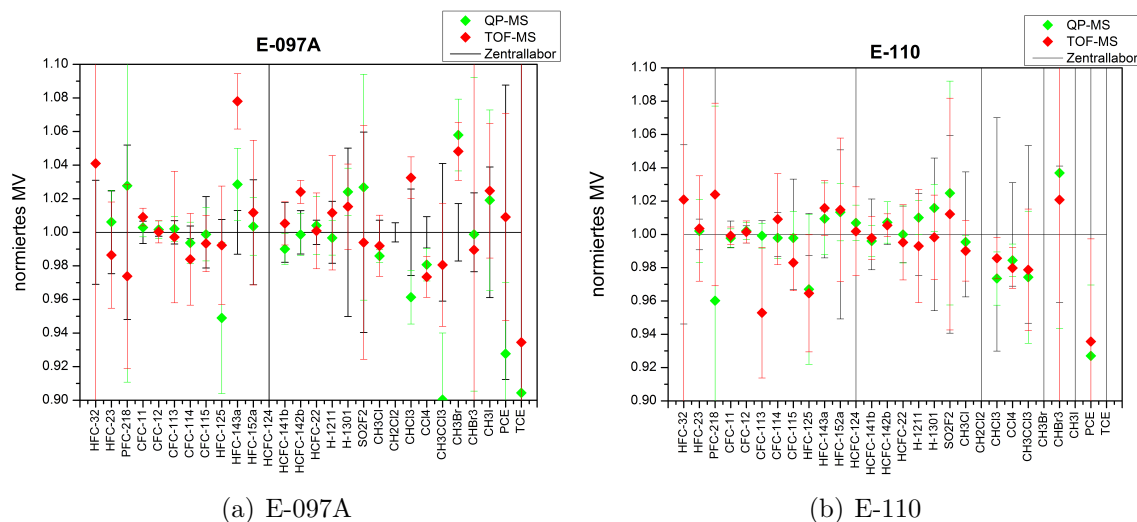 QP-MS
TOF-MS
Zentrallabor
E-097A
normiertes MV
1.10
1.08
1.06
1.04
1.02
1.00
0.98
0.96
0.94
0.92
0.90
HFC-32
HFC-23
PFC-218
CFC-11
CFC-12
CFC-113
CFC-114
CFC-115
HFC-125
HFC-143a
HFC-152a
HCFC-124
HCFC-141b
HCFC-142b
HCFC-22
H-1211
H-1301
SO2F2
CH3Cl
CH2Cl2
CHCl3
CCl4
CH3CCl3
CH3Br
CHBr3
CH3I
PCE
TCE
(a) E-097A
QP-MS
TOF-MS
Zentrallabor
E-110
normiertes MV
1.10
1.08
1.06
1.04
1.02
1.00
0.98
0.96
0.94
0.92
0.90
HFC-32
HFC-23
PFC-218
CFC-11
CFC-12
CFC-113
CFC-114
CFC-115
HFC-125
HFC-143a
HFC-152a
HCFC-124
HCFC-141b
HCFC-142b
HCFC-22
H-1211
H-1301
SO2F2
CH3Cl
CH2Cl2
CHCl3
CCl4
CH3CCl3
CH3Br
CHBr3
CH3I
PCE
TCE
(b) E-110